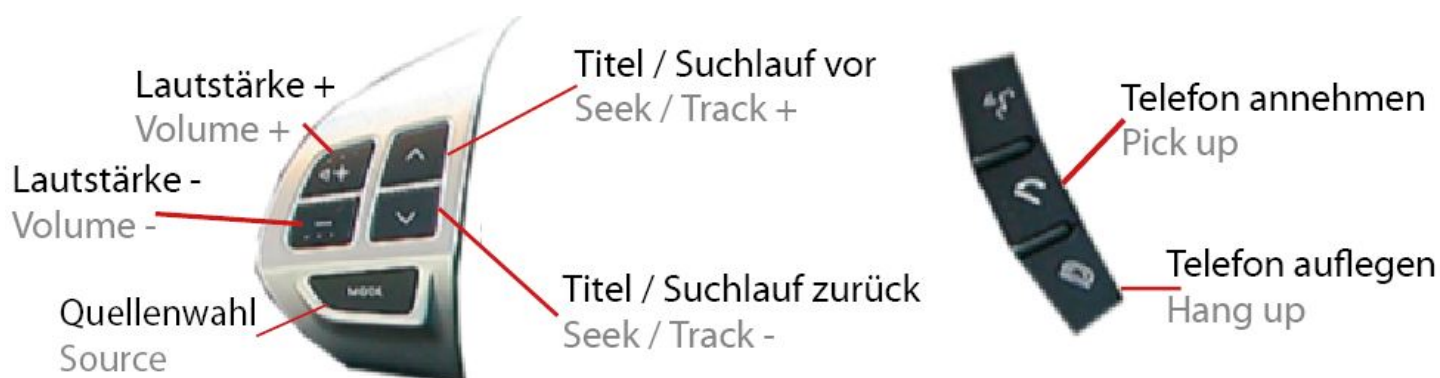 Lautstärke +
Volume +
Lautstärke -
Volume -
Quellenwahl
Source
MODE
Titel / Suchlauf vor
Seek / Track +
Titel / Suchlauf zurück
Seek / Track -
Telefon annehmen
Pick up
Telefon auflegen
Hang up